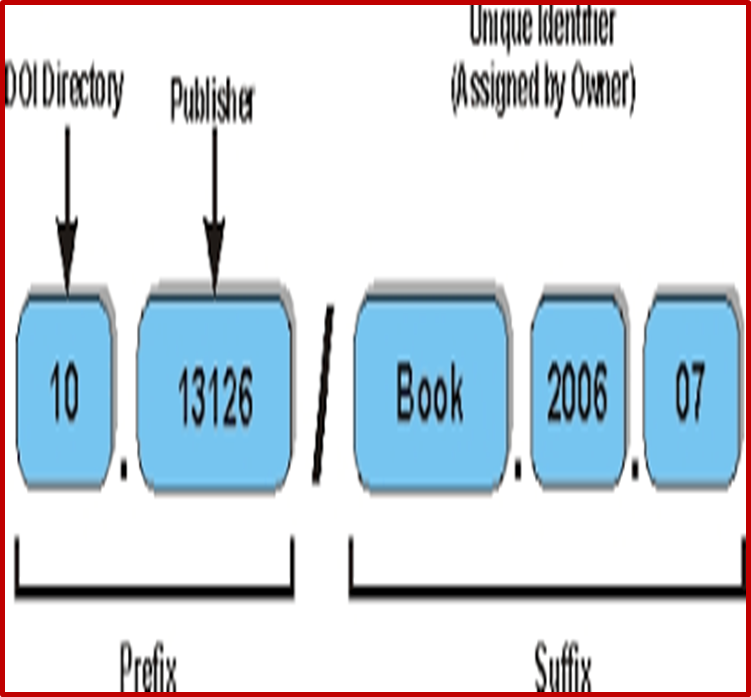 Unique Identifier
(Assigned by Owner)
DOI Directory
Publisher
10 . 13126 / Book . 2006 . 07
Prefix
Suffix